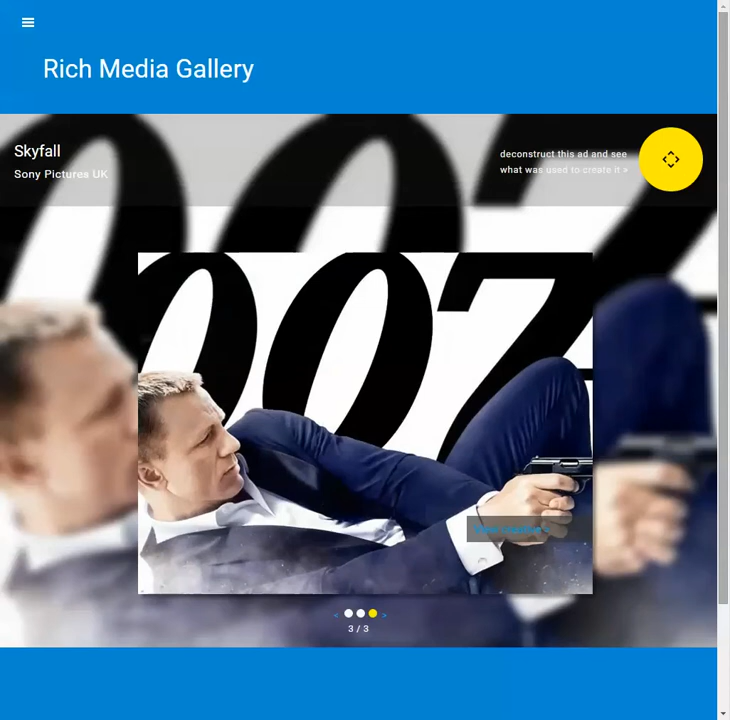 Rich Media Gallery
Skyfall
Sony Pictures UK
deconstruct this ad and see
what was used to create it »
007
< >
3 / 3